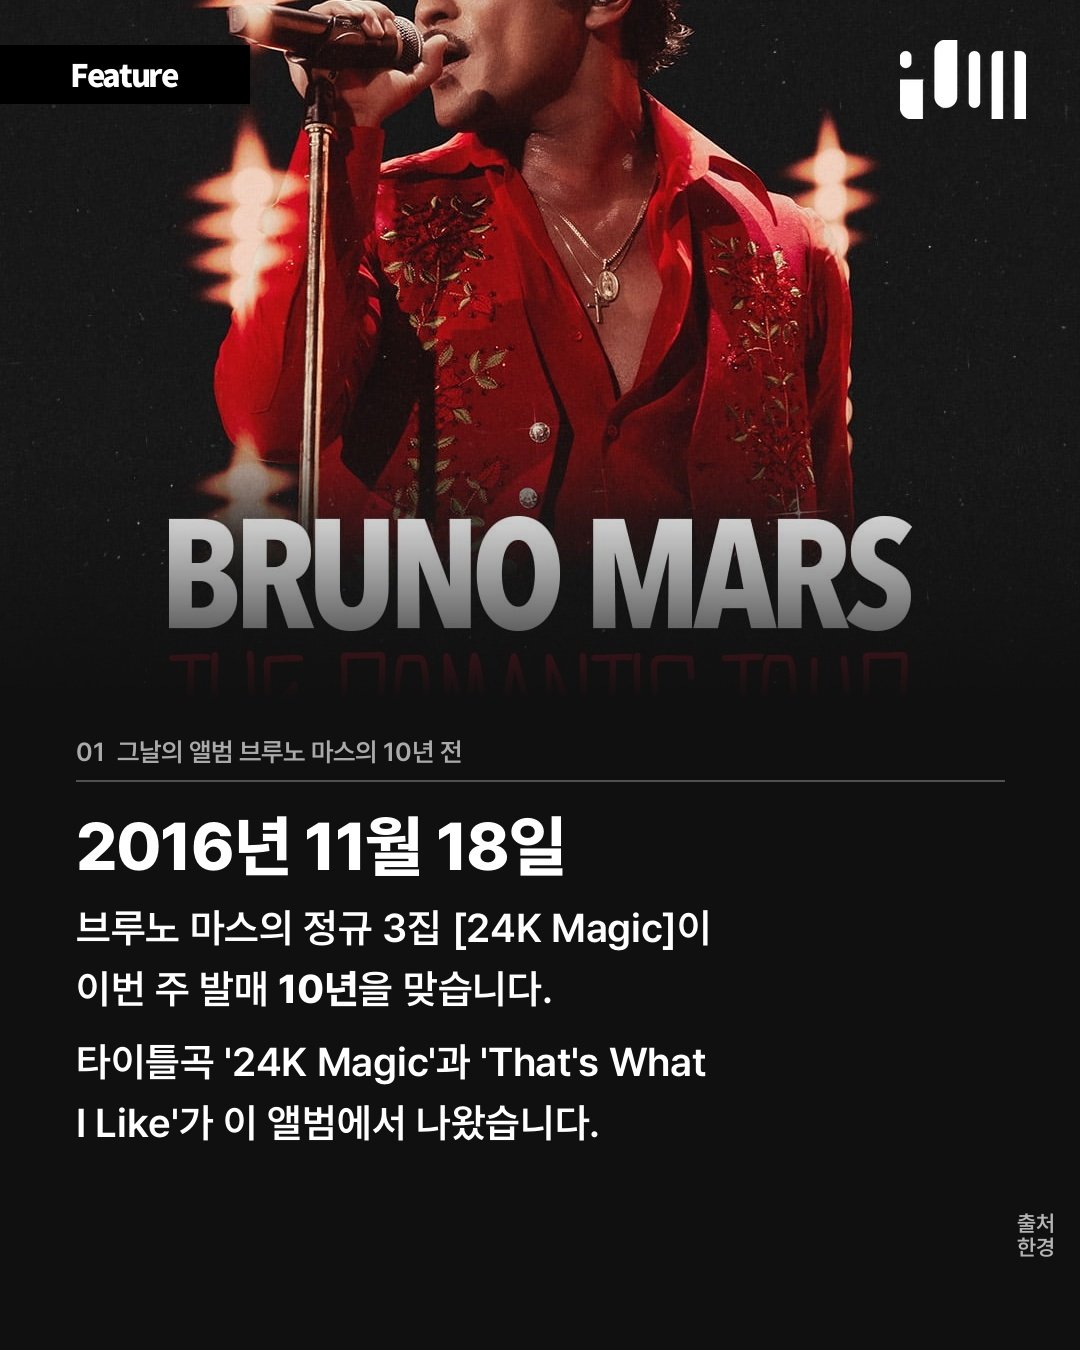 Feature
BRUNO MARS
THE ROMANTIC TOUR
01 그날의 앨범 브루노 마스의 10년 전
2016년 11월 18일
브루노 마스의 정규 3집 [24K Magic]이
이번 주 발매 10년을 맞습니다.
타이틀곡 '24K Magic'과 'That's What
I Like'가 이 앨범에서 나왔습니다.
출처
한경